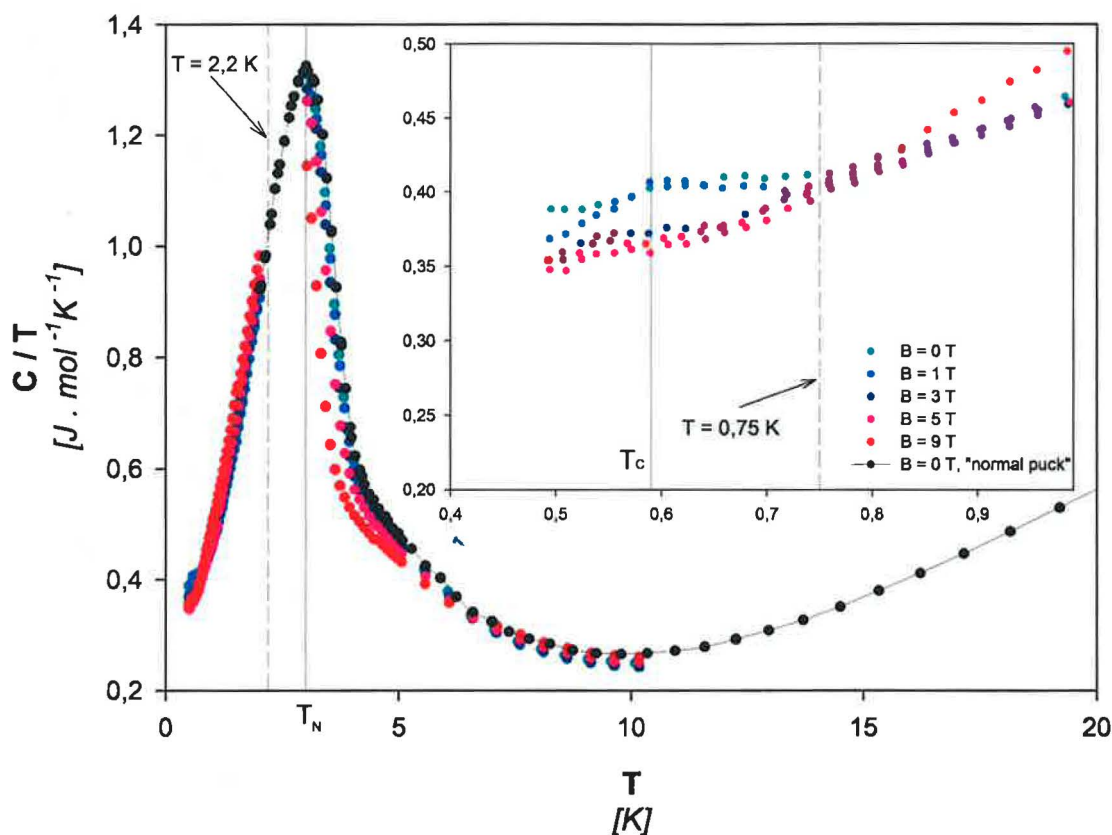 1,4
1,2
1,0
0,8
0,6
0,4
0,2
C / T
[J . mol⁻¹K⁻¹]
T = 2,2 K
0,50
0,45
0,40
0,35
0,30
0,25
0,20
B = 0 T
B = 1 T
B = 3 T
B = 5 T
B = 9 T
B = 0 T, "normal puck"
T = 0,75 K
T_C
0,4 0,5 0,6 0,7 0,8 0,9
0 T_N 5 10 15 20
T
[K]